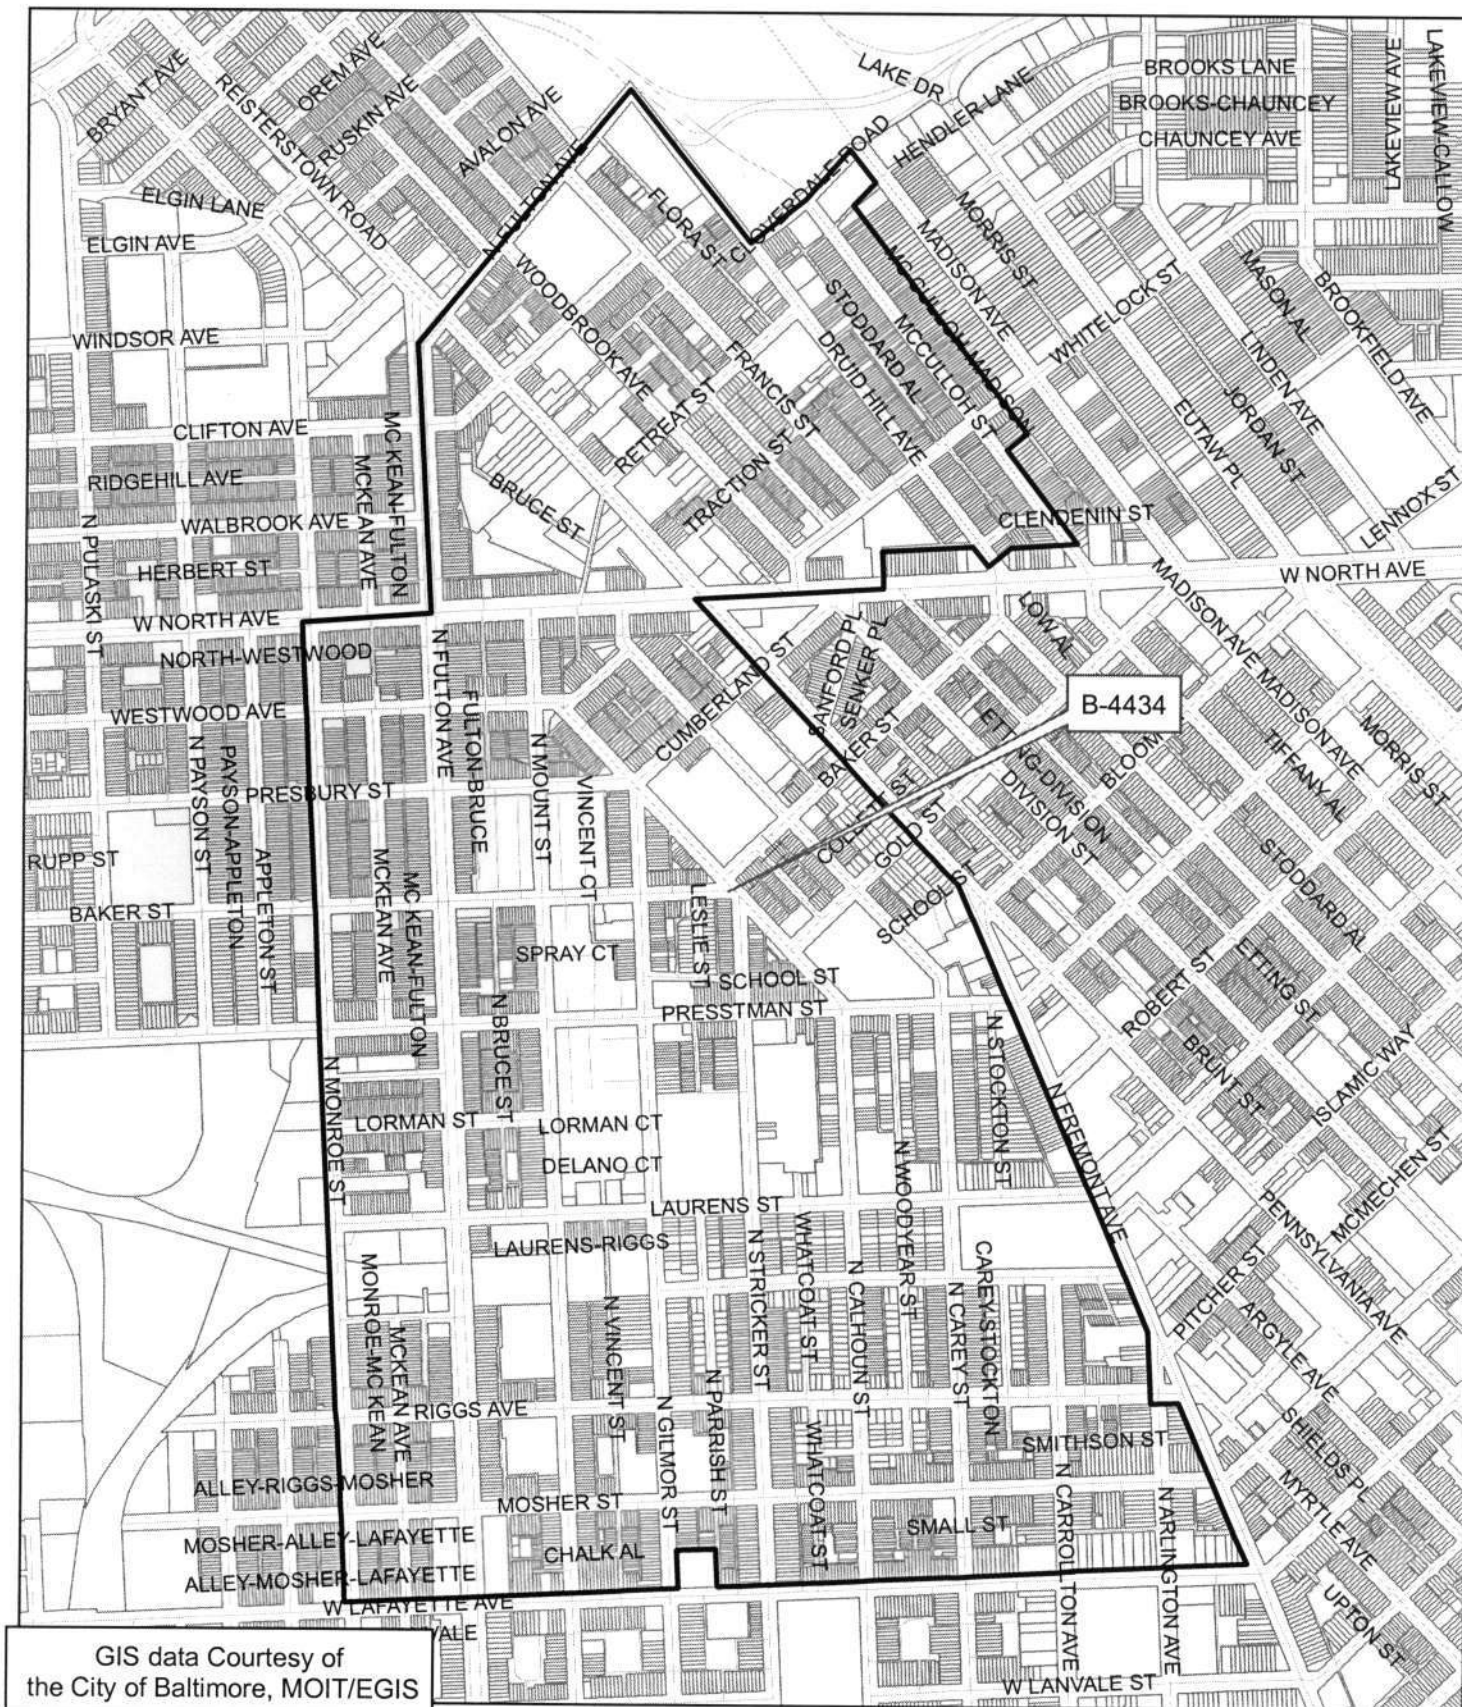 LAKE DR
HENDLER LANE
BROOKS LANE
BROOKS-CHAUNCEY
CHAUNCEY AVE
LAKEVIEW AVE
LAKEVIEW-CALLOW
BRYANT AVE
REISTERSTOWN ROAD
OREM AVE
RUSKIN AVE
AVALON AVE
ELGIN LANE
ELGIN AVE
N FULTON AVE
FLORA ST
CLOVERDALE ROAD
MADISON AVE
MORRIS ST
MC CULLOH-MADISON
WOODBROOK AVE
STODDARD AL
MCCULLOH ST
DRUID HILL AVE
FRANCIS ST
RETREAT ST
TRACTION ST
WHITELOCK ST
MASON AL
BROOKFIELD AVE
LINDEN AVE
JORDAN ST
EUTAW PL
LENNOX ST
WINDSOR AVE
CLIFTON AVE
RIDGEHILL AVE
WALBROOK AVE
HERBERT ST
MC KEAN-FULTON
MCKEAN AVE
N PULASKI ST
BRUCE ST
CLENDENIN ST
W NORTH AVE
W NORTH AVE
NORTH-WESTWOOD
WESTWOOD AVE
N PAYSON ST
PAYSON-APPLETON
APPLETON ST
PRESBURY ST
RUPP ST
BAKER ST
N FULTON AVE
FULTON-BRUCE
N MOUNT ST
VINCENT CT
CUMBERLAND ST
SANFORD PL
SENKER PL
BAKER ST
LOW AL
MADISON AVE
MADISON AVE
B-4434
ETTING-DIVISION
DIVISION ST
BLOOM
TIFFANY AL
MORRIS ST
GOLD ST
SCHOOL ST
STODDARD AL
MCKEAN AVE
MC KEAN-FULTON
SPRAY CT
LESLIE ST
SCHOOL ST
PRESSTMAN ST
N BRUCE ST
N MONROE ST
LORMAN ST
LORMAN CT
DELANO CT
LAURENS ST
LAURENS-RIGGS
N STOCKTON ST
N FREMONT AVE
N WOODYEAR ST
ETTING ST
ROBERT ST
BRUNT ST
ISLAMIC WAY
MCMECHEN ST
PENNSYLVANIA AVE
PITCHER ST
ARGYLE AVE
MONROE-MC KEAN
MCKEAN AVE
N VINCENT ST
N GILMOR ST
N PARRISH ST
N STRICKER ST
WHATCOAT ST
N CALHOUN ST
N CAREY ST
CAREY-STOCKTON
RIGGS AVE
WHATCOAT ST
SMITHSON ST
SHIELDS PL
MYRTLE AVE
ALLEY-RIGGS-MOSHER
MOSHER ST
MOSHER-ALLEY-LAFAYETTE
CHALK AL
SMALL ST
N CARROLLTON AVE
N ARLINGTON AVE
ALLEY-MOSHER-LAFAYETTE
W LAFAYETTE AVE
UPTON ST
W LANVALE ST
GIS data Courtesy of
the City of Baltimore, MOIT/EGIS